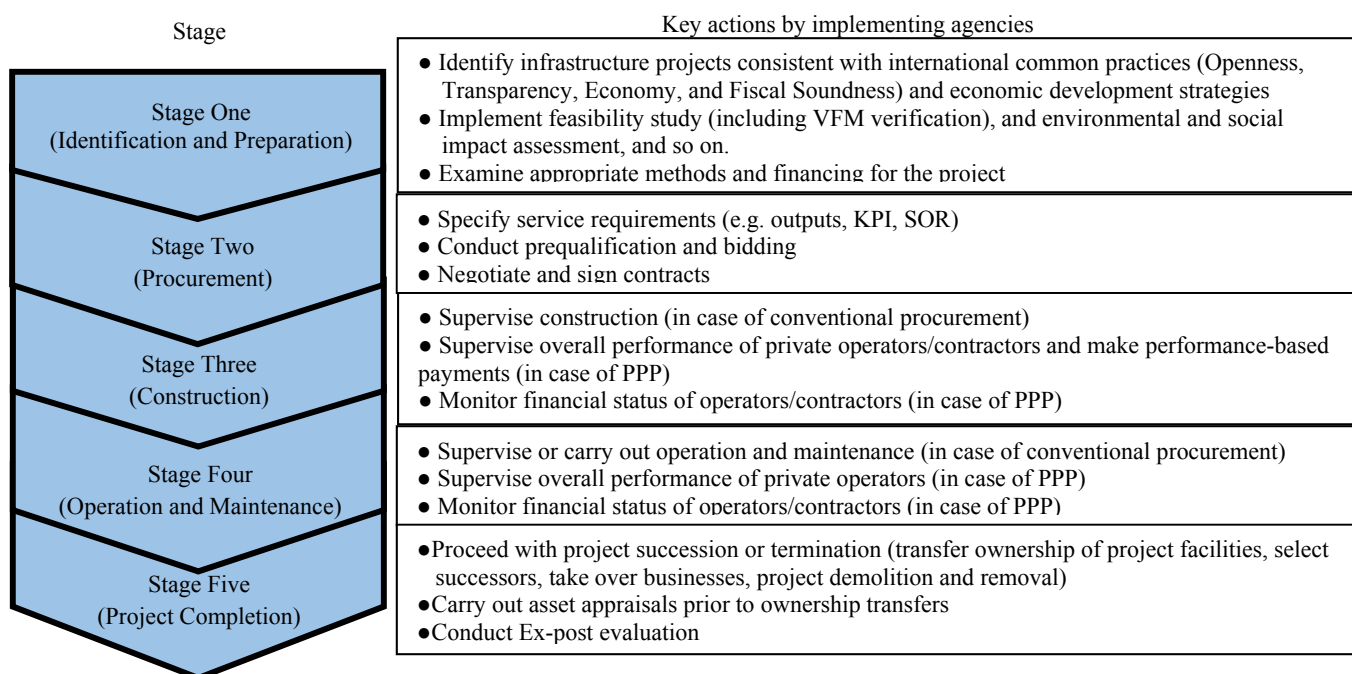 Stage
Key actions by implementing agencies
Stage One
(Identification and Preparation)
● Identify infrastructure projects consistent with international common practices (Openness,
Transparency, Economy, and Fiscal Soundness) and economic development strategies
● Implement feasibility study (including VFM verification), and environmental and social
impact assessment, and so on.
● Examine appropriate methods and financing for the project
Stage Two
(Procurement)
● Specify service requirements (e.g. outputs, KPI, SOR)
● Conduct prequalification and bidding
● Negotiate and sign contracts
Stage Three
(Construction)
● Supervise construction (in case of conventional procurement)
● Supervise overall performance of private operators/contractors and make performance-based
payments (in case of PPP)
● Monitor financial status of operators/contractors (in case of PPP)
Stage Four
(Operation and Maintenance)
● Supervise or carry out operation and maintenance (in case of conventional procurement)
● Supervise overall performance of private operators (in case of PPP)
● Monitor financial status of operators/contractors (in case of PPP)
Stage Five
(Project Completion)
●Proceed with project succession or termination (transfer ownership of project facilities, select
successors, take over businesses, project demolition and removal)
●Carry out asset appraisals prior to ownership transfers
●Conduct Ex-post evaluation